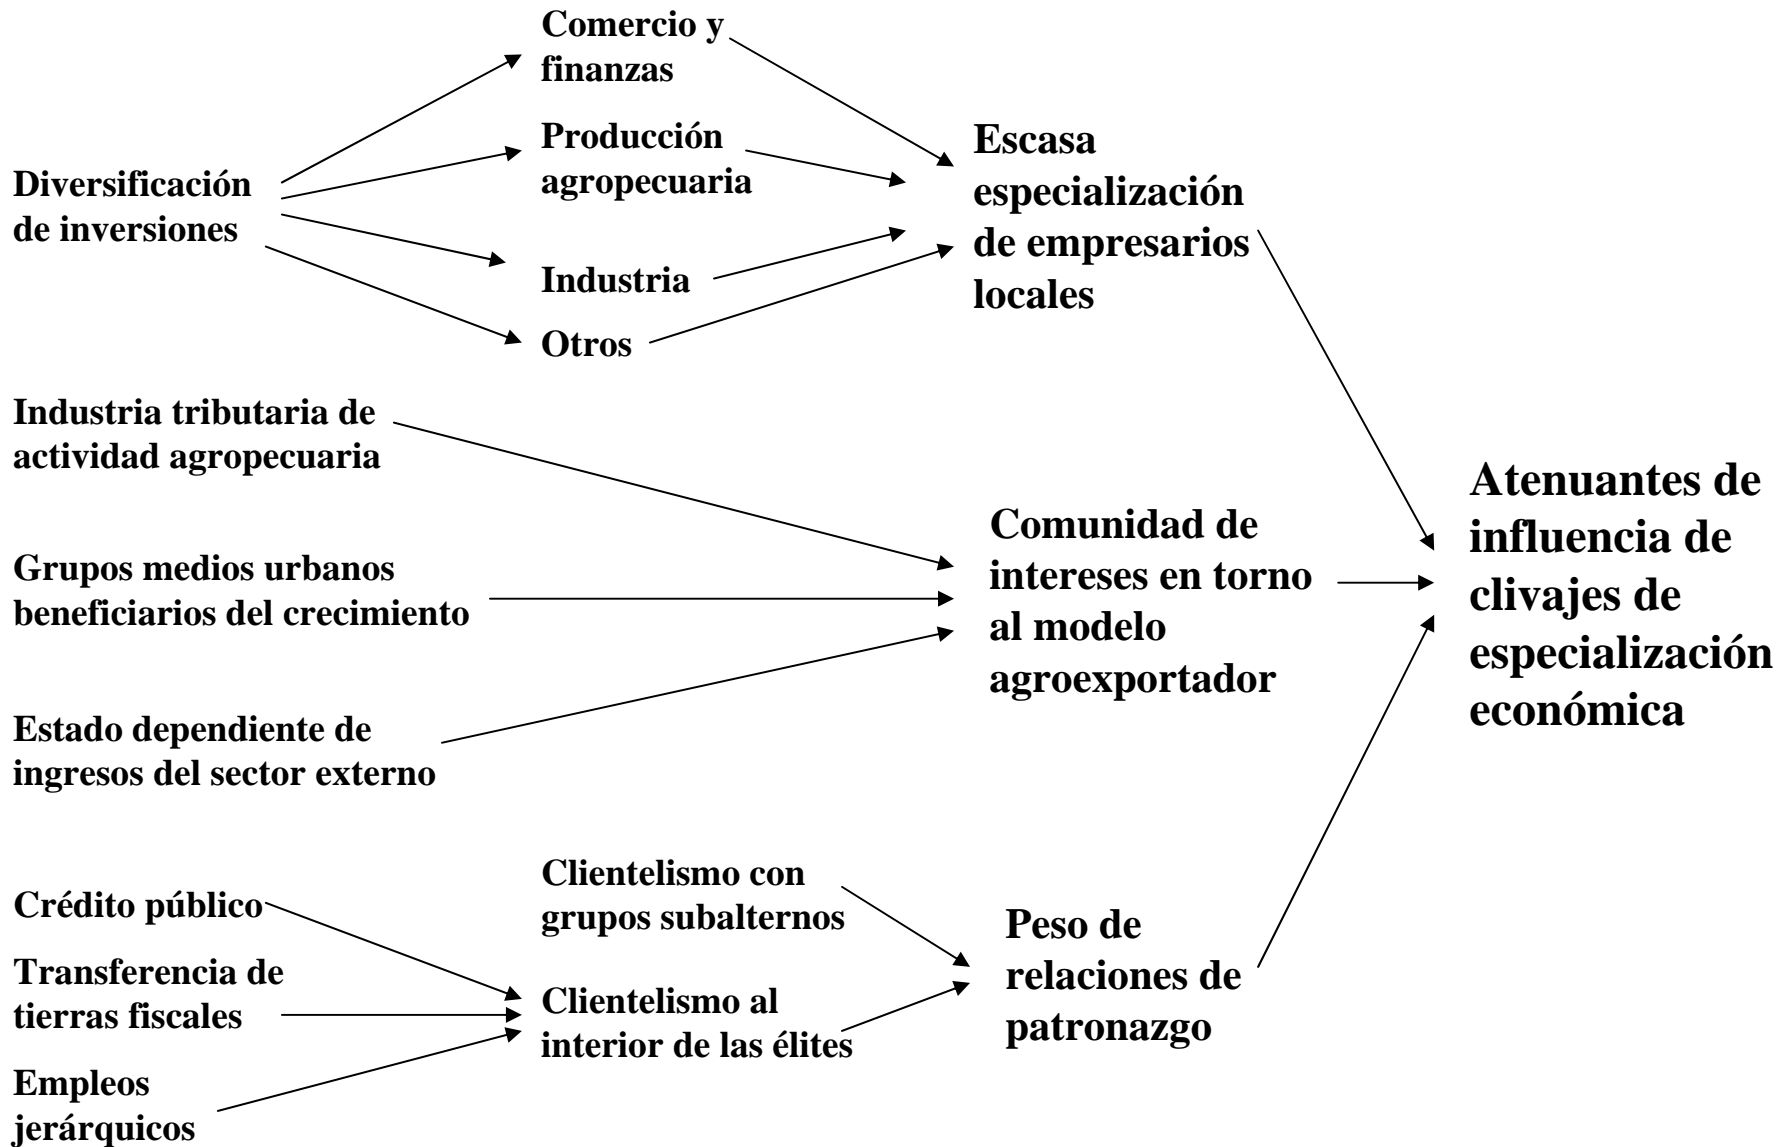 Comercio y
finanzas
Producción
agropecuaria
Diversificación
de inversiones
Industria
Otros
Escasa
especialización
de empresarios
locales
Industria tributaria de
actividad agropecuaria
Grupos medios urbanos
beneficiarios del crecimiento
Estado dependiente de
ingresos del sector externo
Comunidad de
intereses en torno
al modelo
agroexportador
Atenuantes de
influencia de
clivajes de
especialización
económica
Crédito público
Transferencia de
tierras fiscales
Empleos
jerárquicos
Clientelismo con
grupos subalternos
Clientelismo al
interior de las élites
Peso de
relaciones de
patronazgo